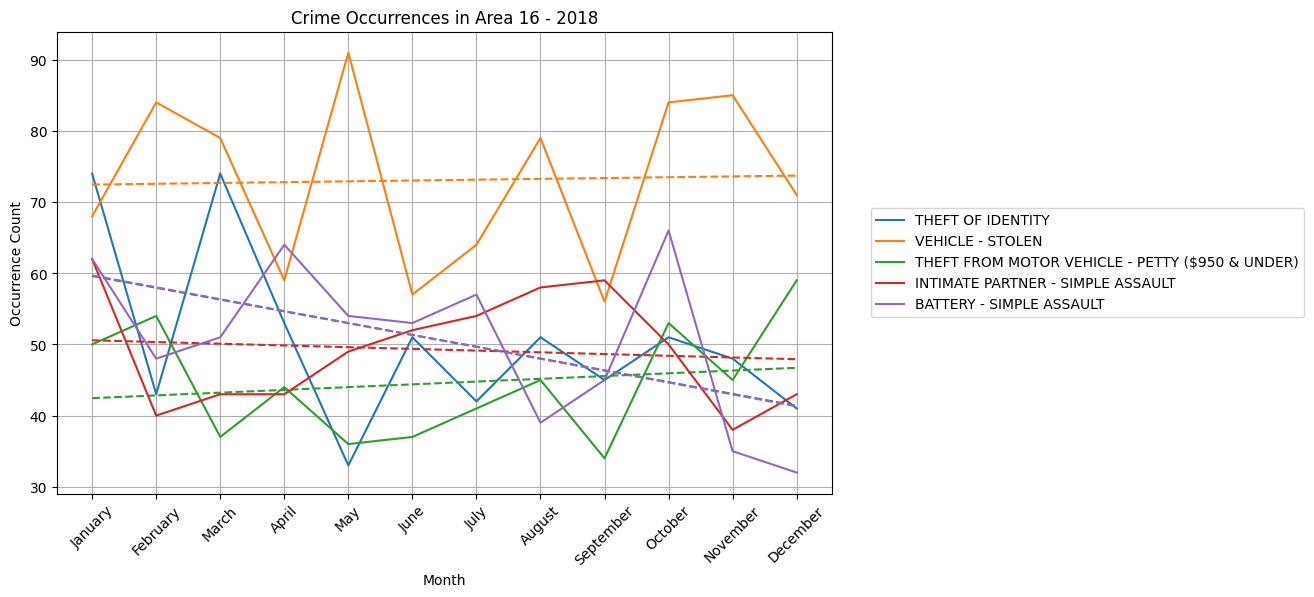 Crime Occurrences in Area 16 - 2018
Occurrence Count
90
80
70
60
50
40
30
January
February
March
April
May
June
July
August
September
October
November
December
Month
THEFT OF IDENTITY
VEHICLE - STOLEN
THEFT FROM MOTOR VEHICLE - PETTY ($950 & UNDER)
INTIMATE PARTNER - SIMPLE ASSAULT
BATTERY - SIMPLE ASSAULT